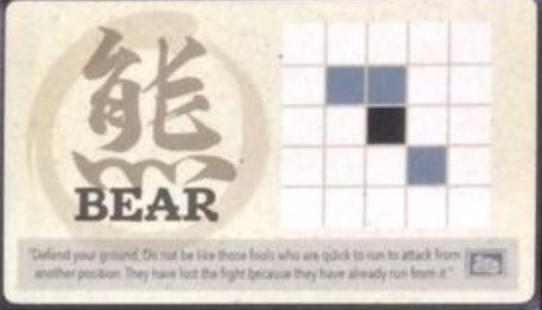 熊
BEAR
"Defend your ground. Do not be like those fools who are quick to run to attack from
another position. They have lost the fight because they have already run from it."